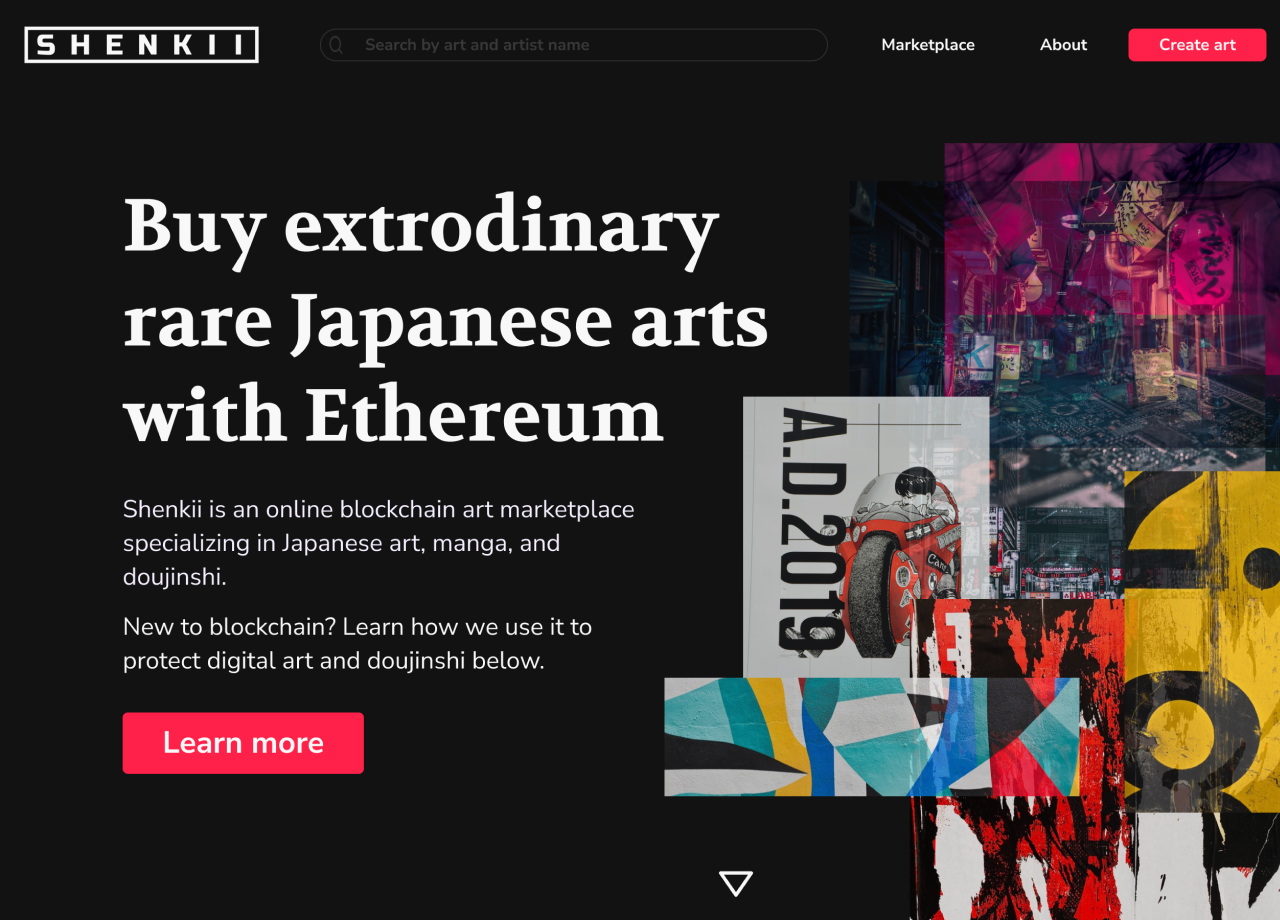 SHENKII
Search by art and artist name
Marketplace
About
Create art
Buy extrodinary
rare Japanese arts
with Ethereum
Shenkii is an online blockchain art marketplace
specializing in Japanese art, manga, and
doujinshi.
New to blockchain? Learn how we use it to
protect digital art and doujinshi below.
Learn more
A.D.2019